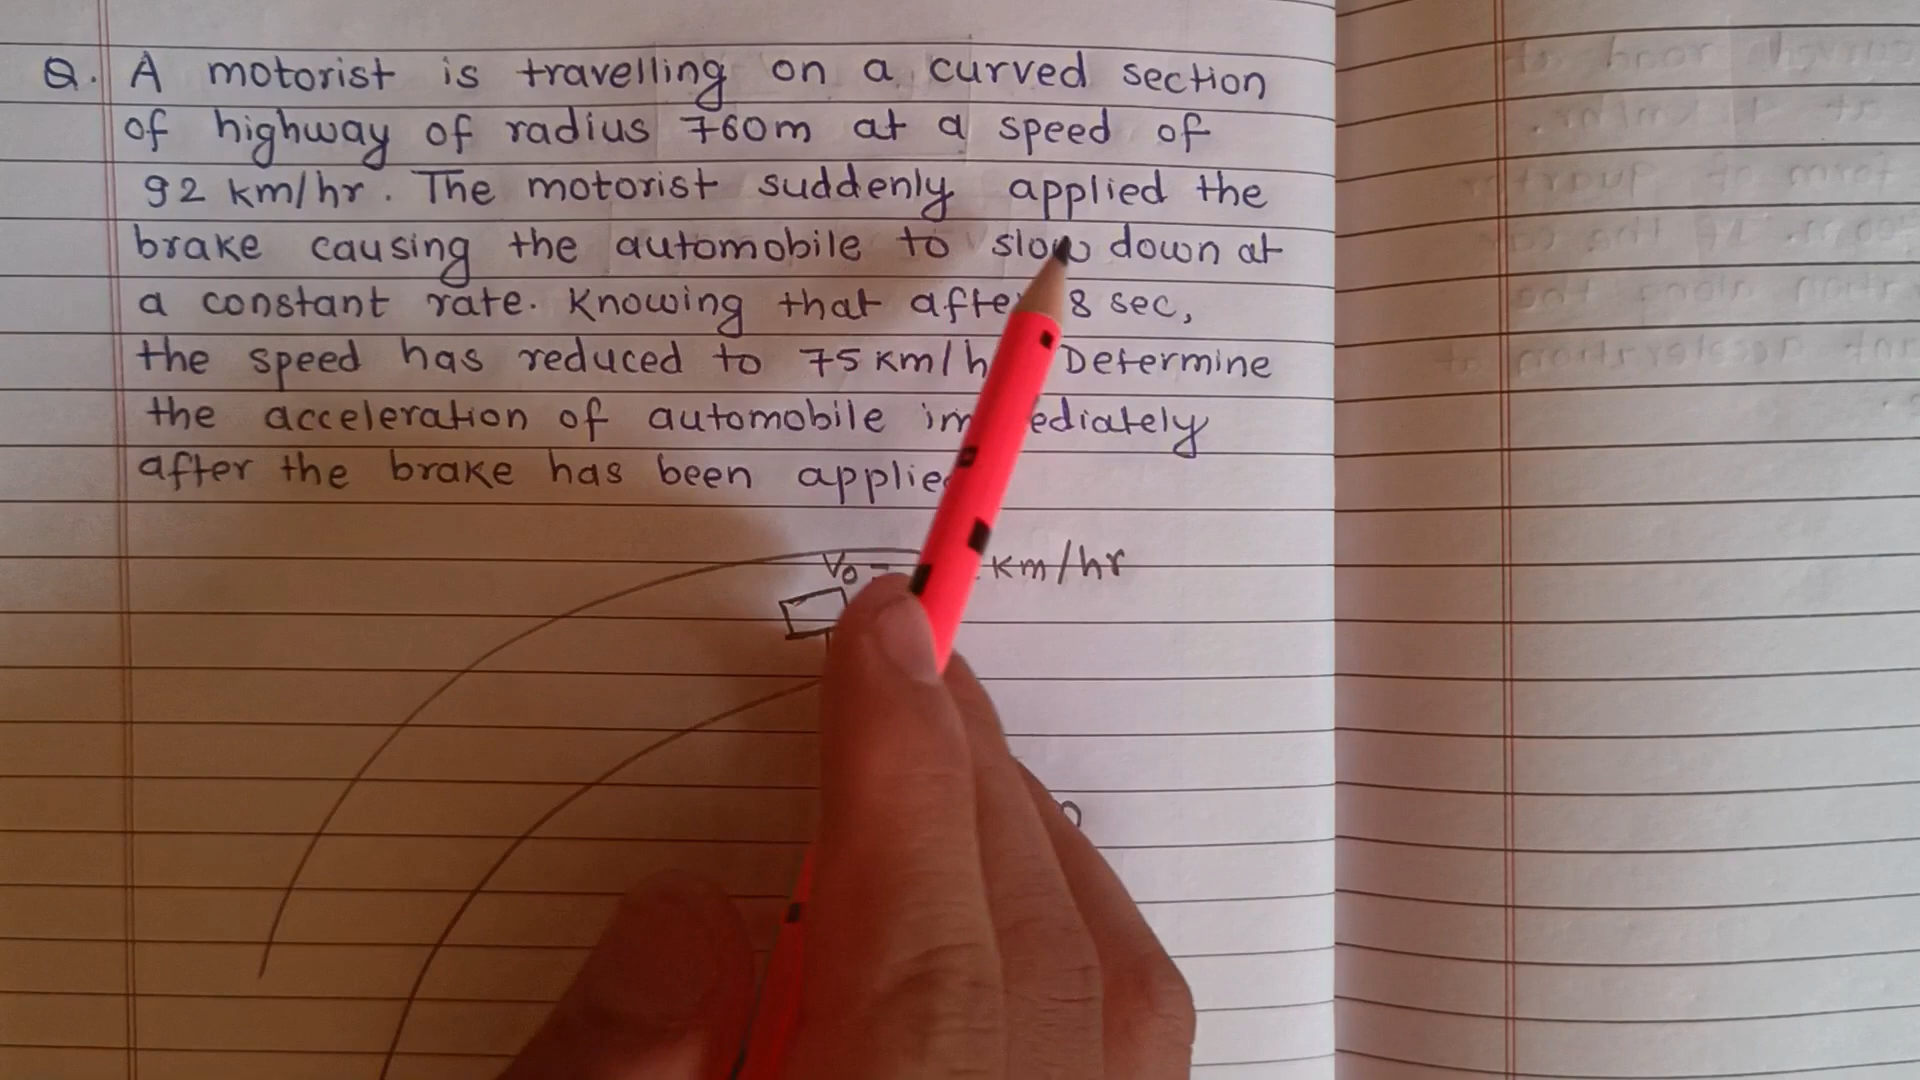 Q. A motorist is travelling on a curved section
of highway of radius 760m at a speed of
92 km/hr. The motorist suddenly applied the
brake causing the automobile to slow down at
a constant rate. Knowing that after 8 sec,
the speed has reduced to 75 km/h Determine
the acceleration of automobile immediately
after the brake has been applied
V0 = km/hr